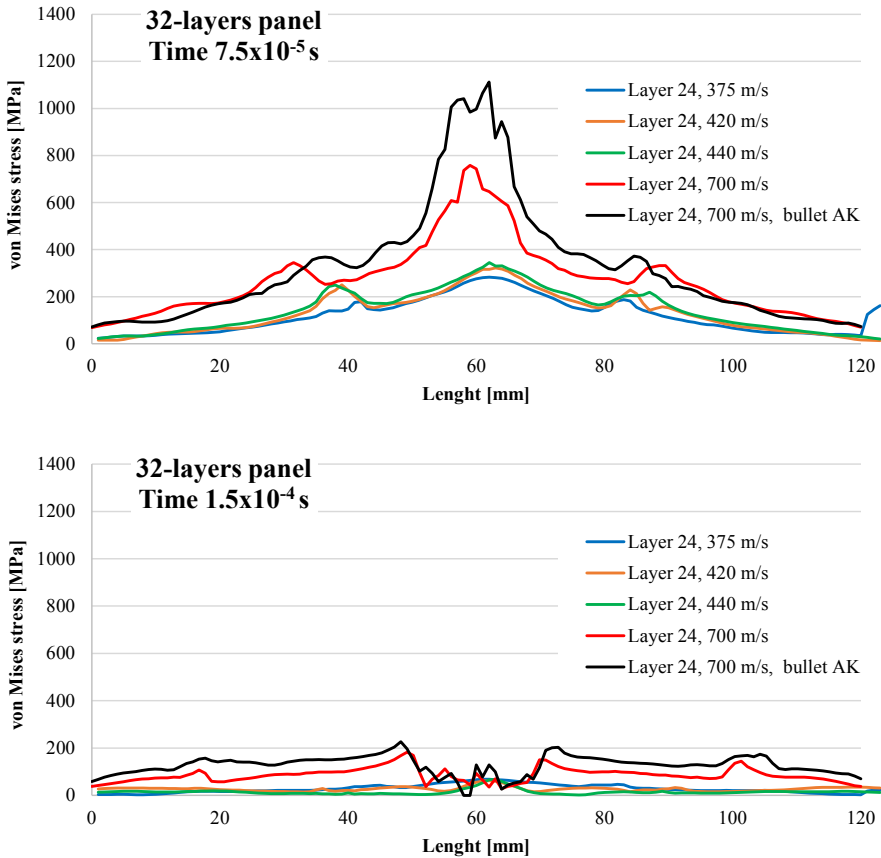 32-layers panel
Time 7.5x10⁻⁵ s
von Mises stress [MPa]
1400
1200
1000
800
600
400
200
0
0 20 40 60 80 100 120
Lenght [mm]
Layer 24, 375 m/s
Layer 24, 420 m/s
Layer 24, 440 m/s
Layer 24, 700 m/s
Layer 24, 700 m/s, bullet AK
32-layers panel
Time 1.5x10⁻⁴ s
von Mises stress [MPa]
1400
1200
1000
800
600
400
200
0
0 20 40 60 80 100 120
Lenght [mm]
Layer 24, 375 m/s
Layer 24, 420 m/s
Layer 24, 440 m/s
Layer 24, 700 m/s
Layer 24, 700 m/s, bullet AK